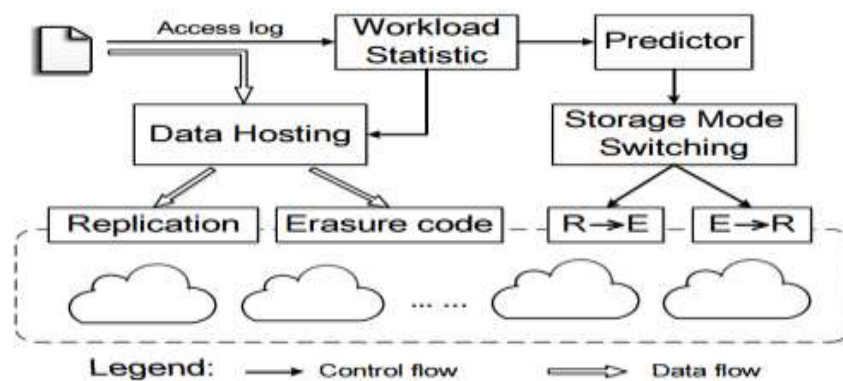 Access log
Workload
Statistic
Predictor
Data Hosting
Storage Mode
Switching
Replication
Erasure code
R→E
E→R
... ...
Legend: Control flow Data flow